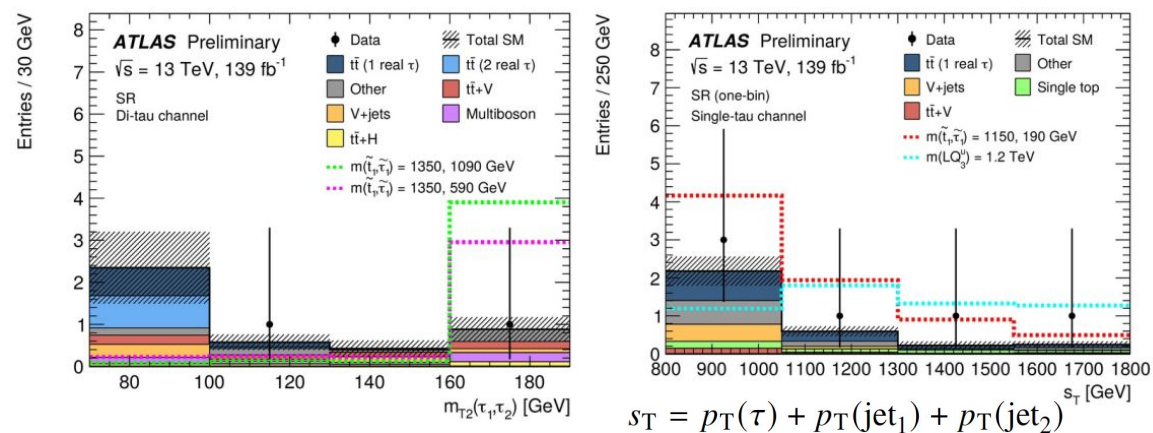 Entries / 30 GeV
8
6
4
2
0
ATLAS Preliminary
√s = 13 TeV, 139 fb⁻¹
SR
Di-tau channel
Data
Total SM
tt̄ (1 real τ)
tt̄ (2 real τ)
Other
tt̄+V
V+jets
Multiboson
tt̄+H
m(t̃₁,τ̃₁) = 1350, 1090 GeV
m(t̃₁,τ̃₁) = 1350, 590 GeV
80 100 120 140 160 180
m_T2(τ₁,τ₂) [GeV]
Entries / 250 GeV
8
7
6
5
4
3
2
1
0
ATLAS Preliminary
√s = 13 TeV, 139 fb⁻¹
SR (one-bin)
Single-tau channel
Data
Total SM
tt̄ (1 real τ)
Other
V+jets
Single top
tt̄+V
m(t̃₁,τ̃₁) = 1150, 190 GeV
m(LQ₃ᵘ) = 1.2 TeV
800 900 1000 1100 1200 1300 1400 1500 1600 1700 1800
s_T [GeV]
s_T = p_T(τ) + p_T(jet₁) + p_T(jet₂)